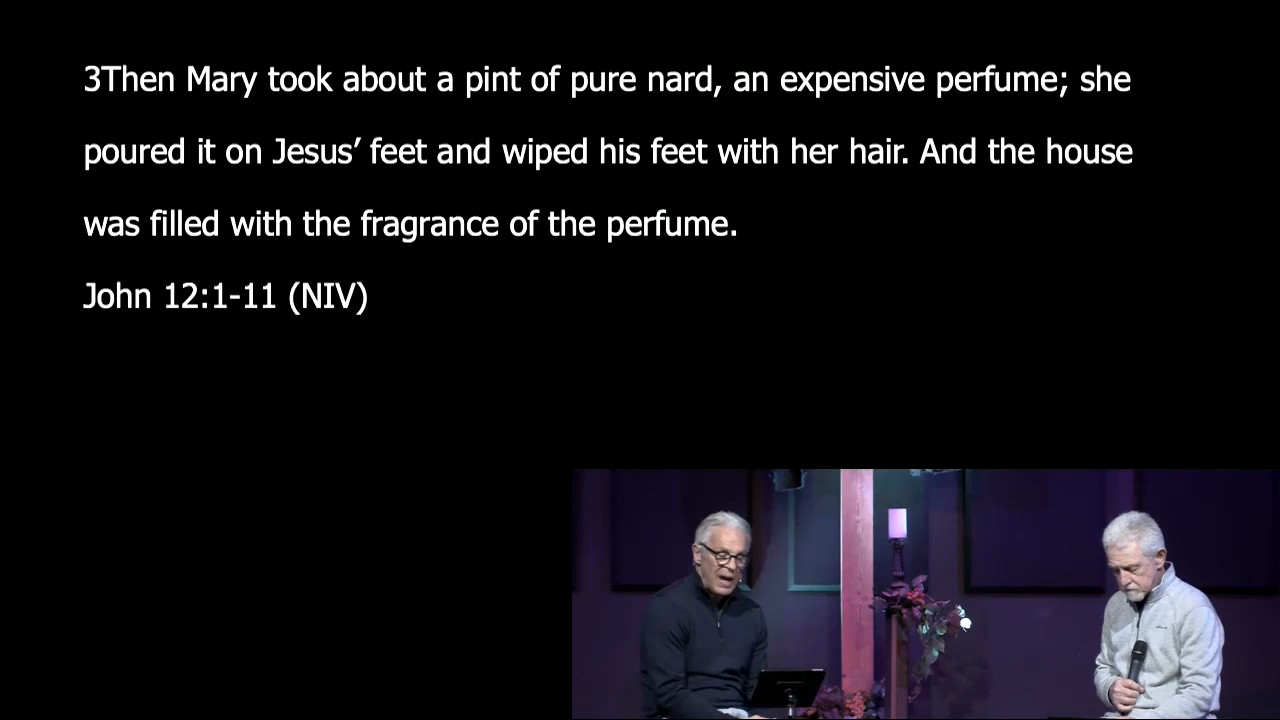 3Then Mary took about a pint of pure nard, an expensive perfume; she
poured it on Jesus’ feet and wiped his feet with her hair. And the house
was filled with the fragrance of the perfume.
John 12:1-11 (NIV)